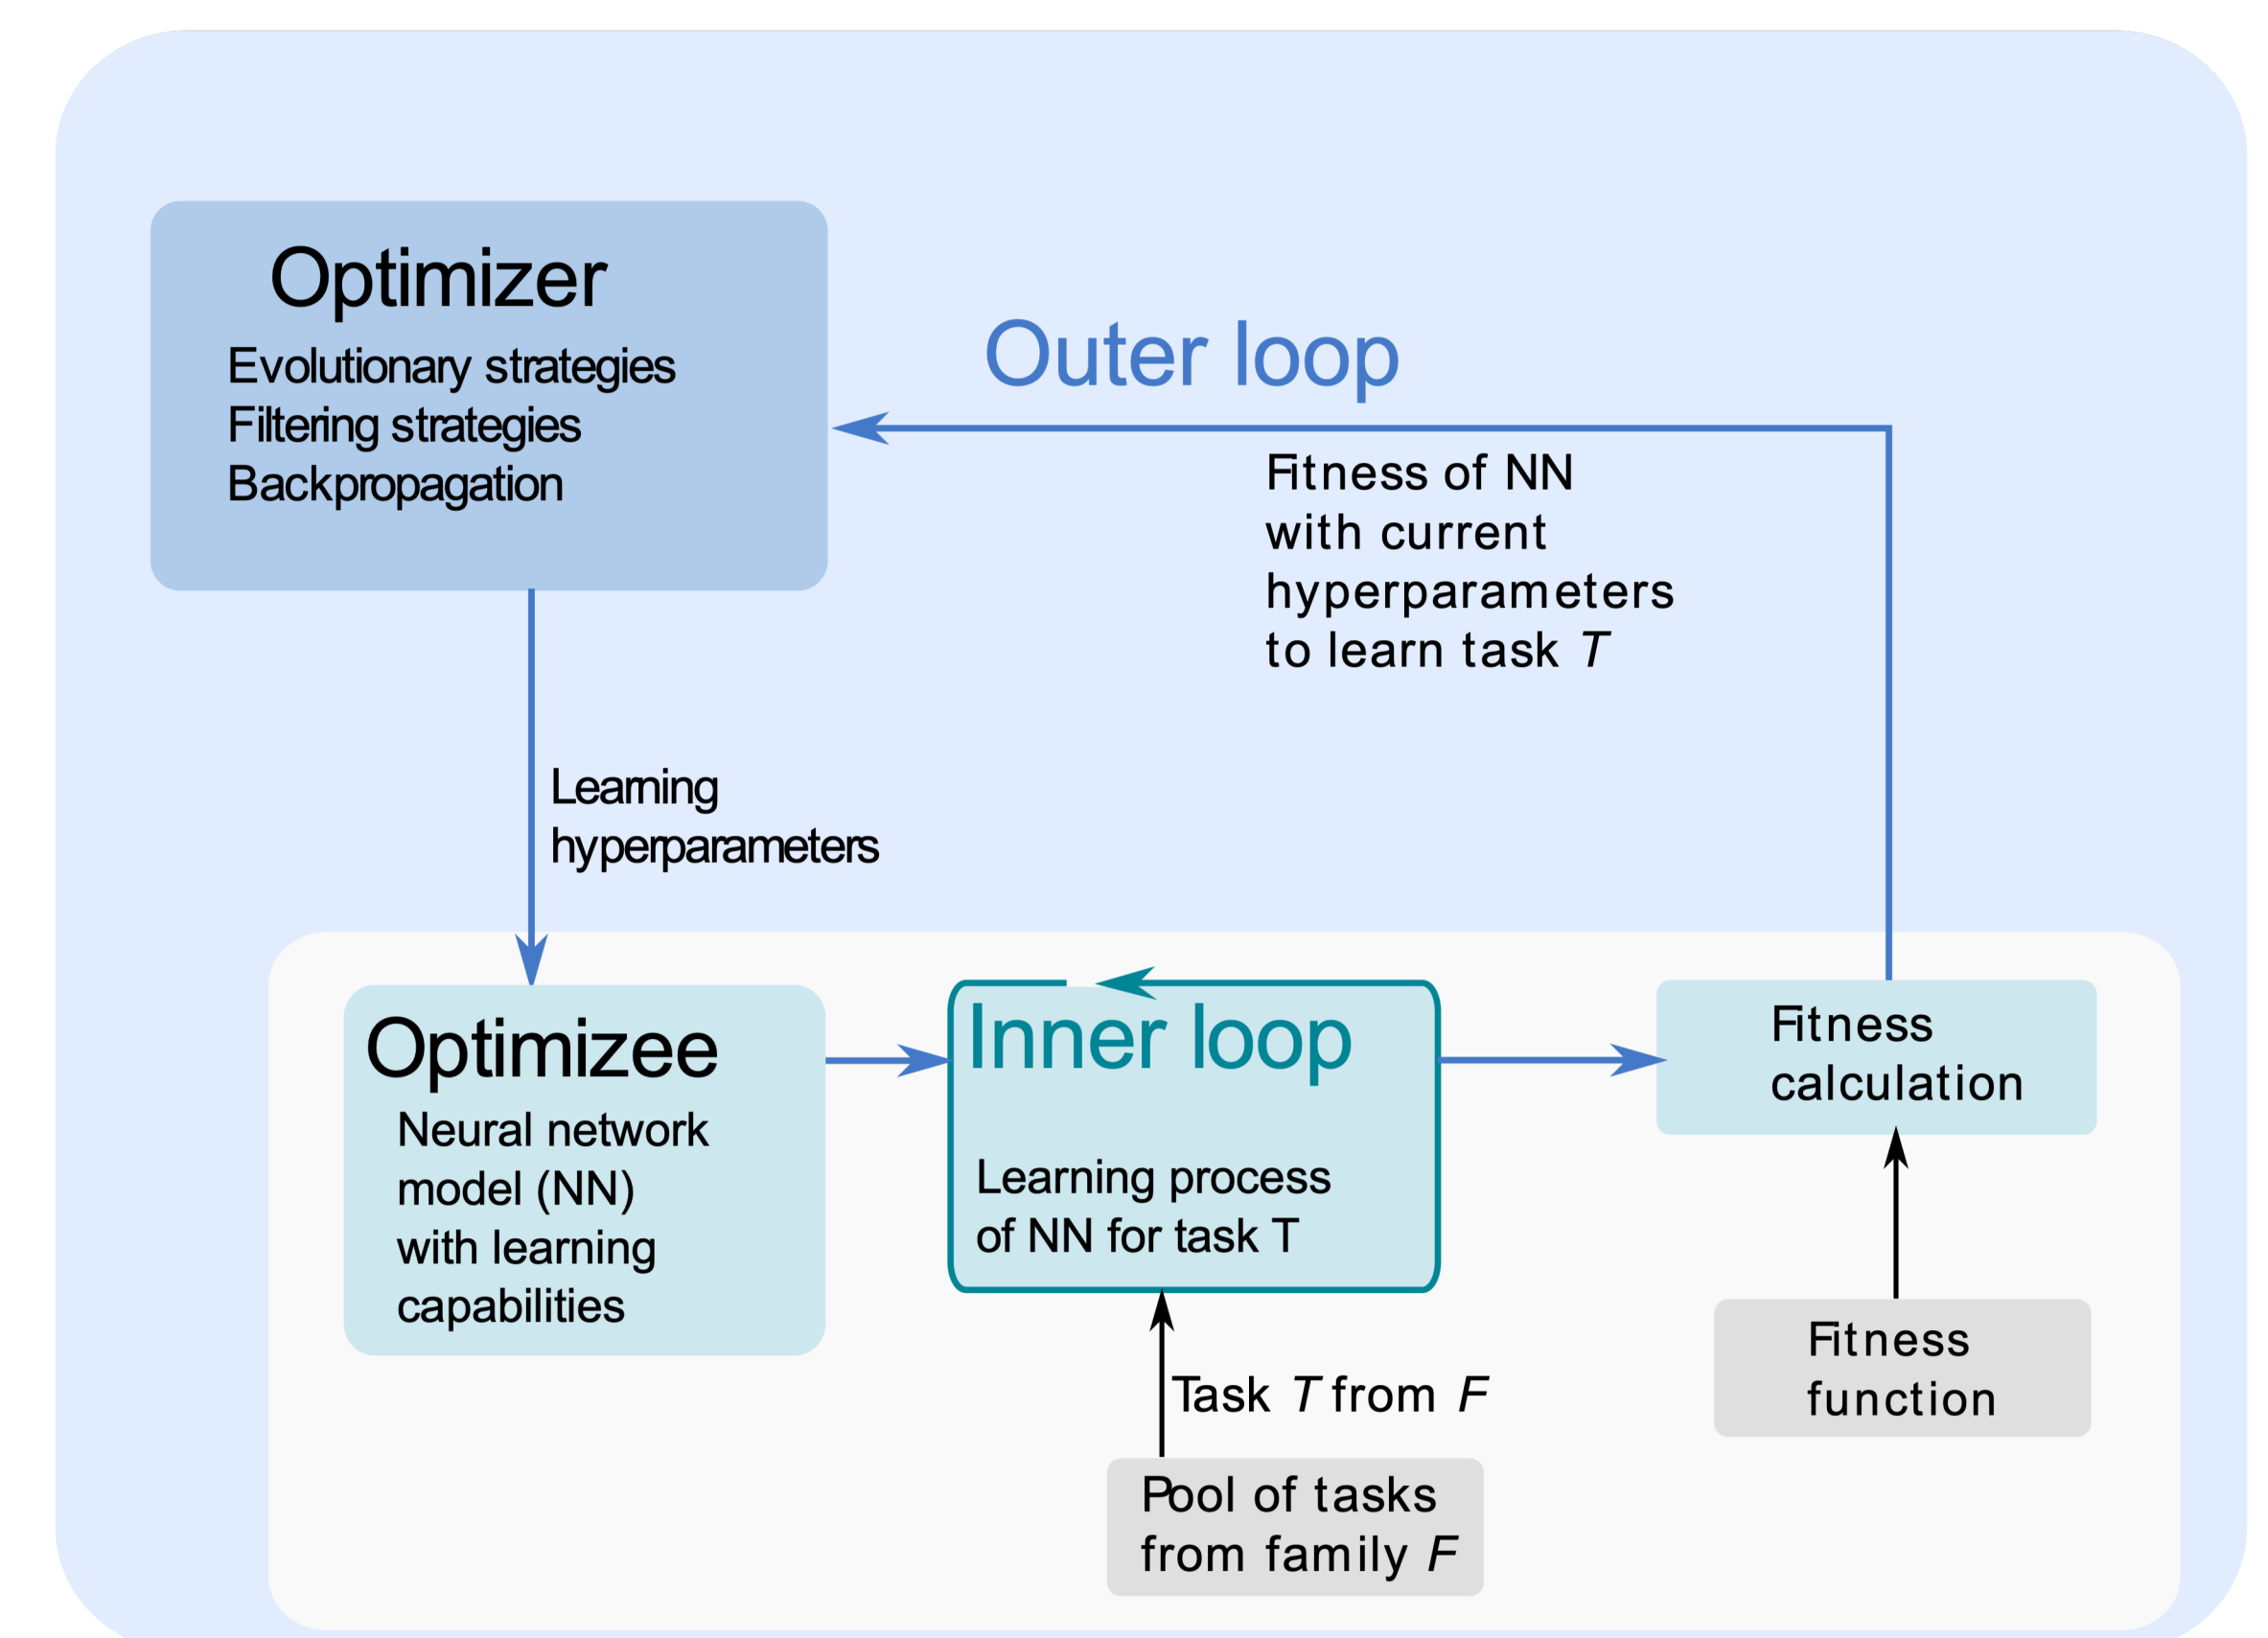 Optimizer
Evolutionary strategies
Filtering strategies
Backpropagation
Outer loop
Fitness of NN
with current
hyperparameters
to learn task T
Learning
hyperparameters
Optimizee
Neural network
model (NN)
with learning
capabilities
Inner loop
Learning process
of NN for task T
Fitness
calculation
Fitness
function
Task T from F
Pool of tasks
from family F